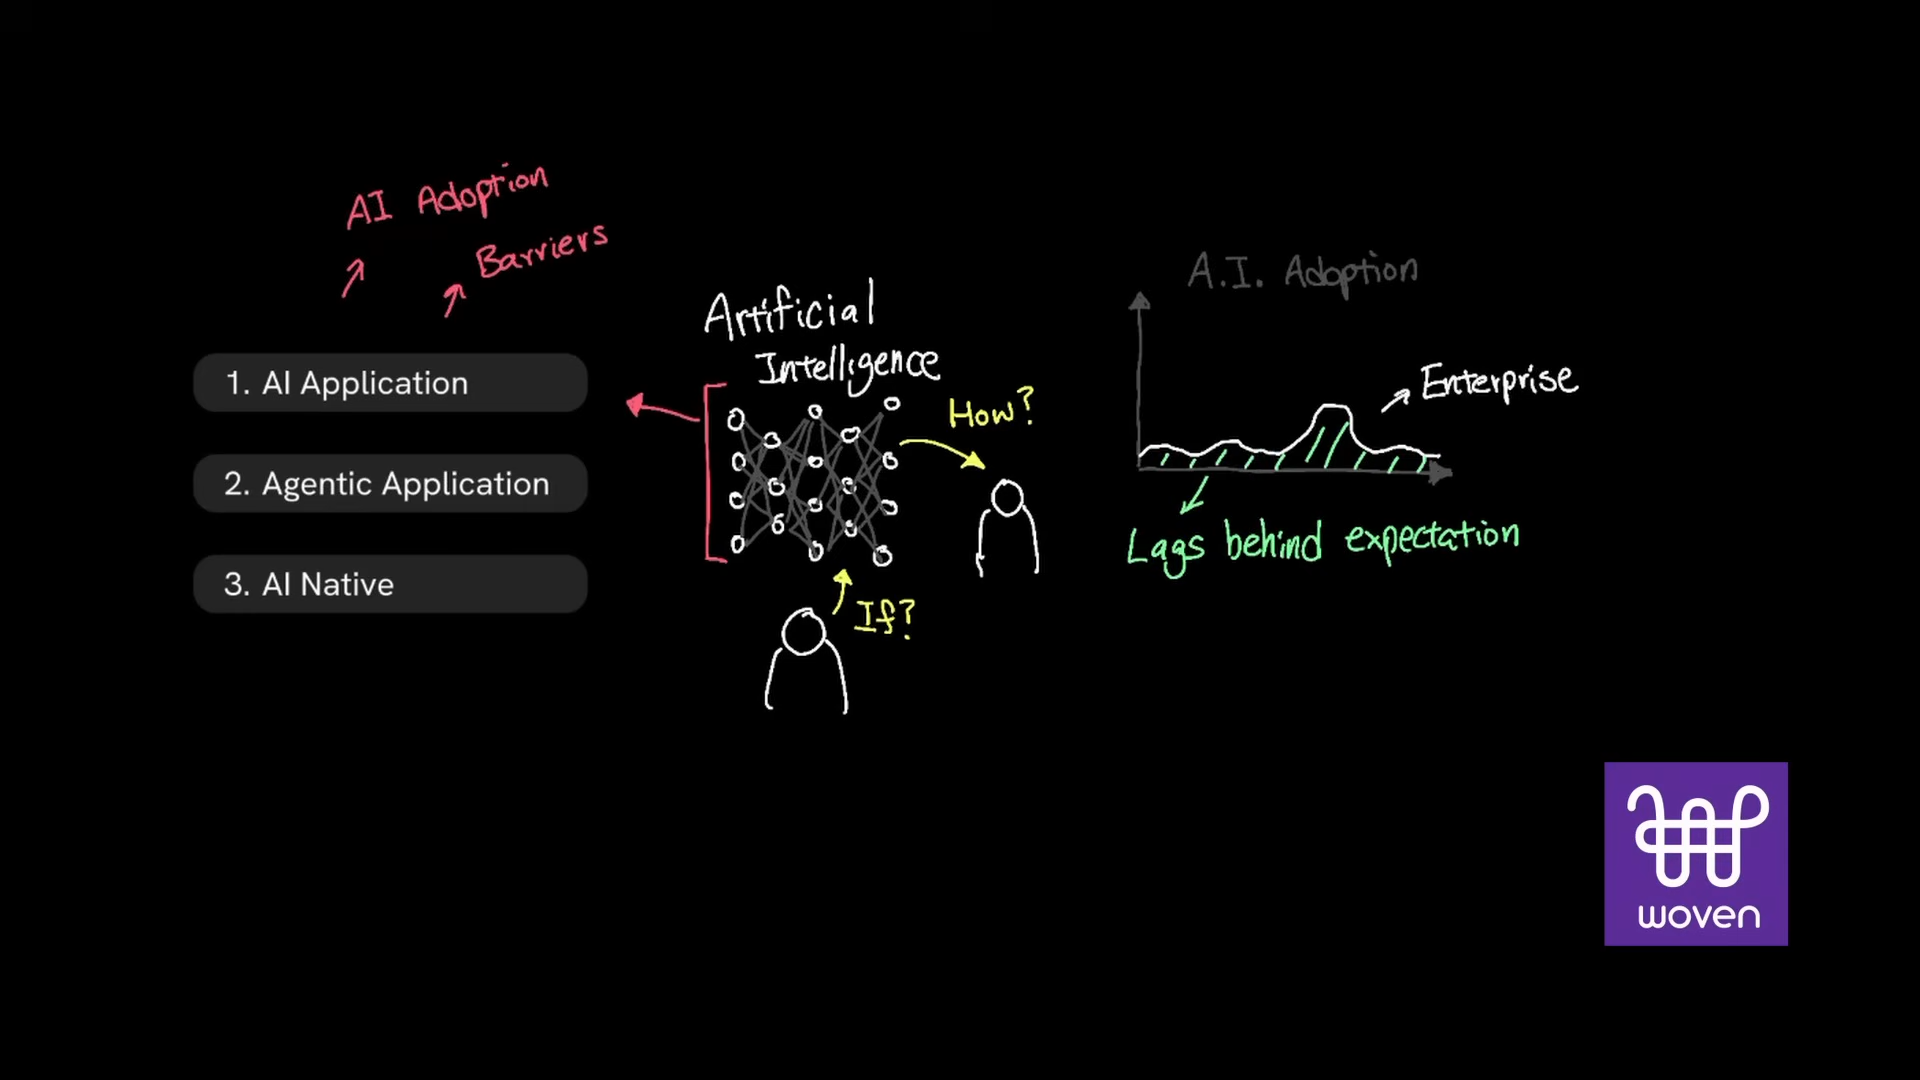 AI Adoption
Barriers
1. AI Application
2. Agentic Application
3. AI Native
Artificial
Intelligence
How?
If?
A.I. Adoption
Enterprise
Lags behind expectation
woven